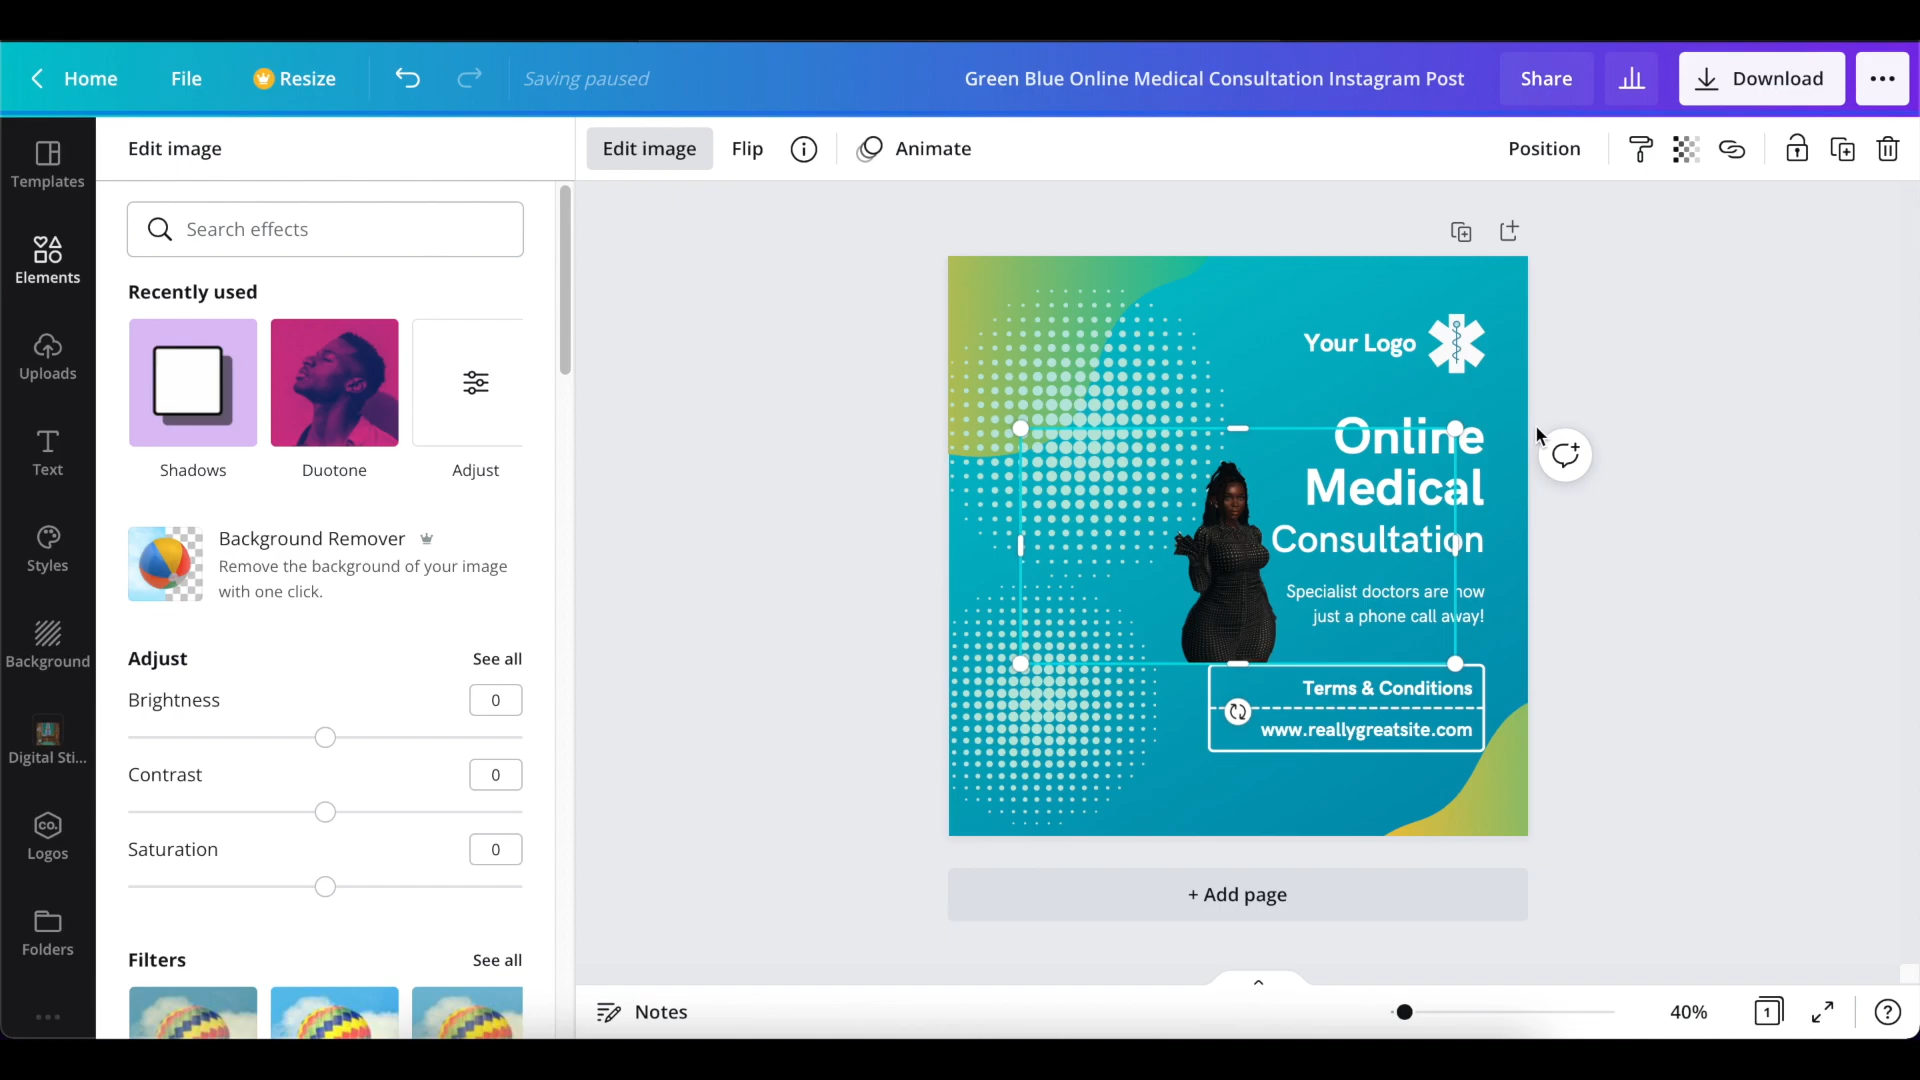 Home
File
Resize
Saving paused
Green Blue Online Medical Consultation Instagram Post
Share
Download
Templates
Elements
Uploads
Text
Styles
Background
Digital Sti...
co.
Logos
Folders
Edit image
Search effects
Recently used
Shadows
Duotone
Adjust
Background Remover
Remove the background of your image
with one click.
Adjust
See all
Brightness
0
Contrast
0
Saturation
0
Filters
See all
Edit image
Flip
Animate
Position
Your Logo
Online
Medical
Consultation
Specialist doctors are now
just a phone call away!
Terms & Conditions
www.reallygreatsite.com
+ Add page
Notes
40%
1